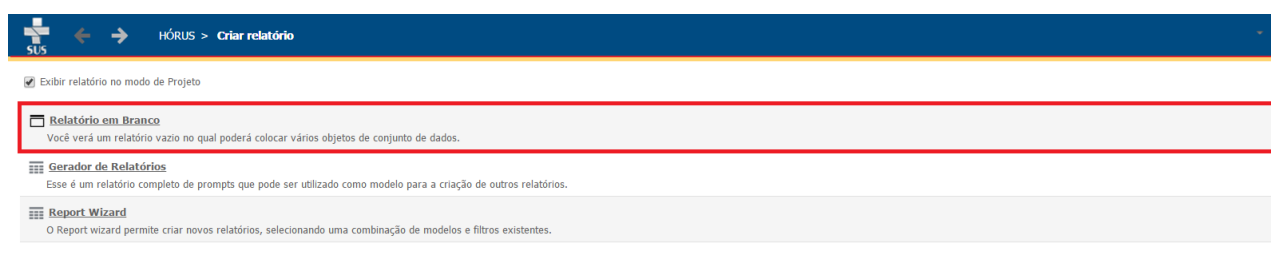 SUS
HÓRUS > Criar relatório
Exibir relatório no modo de Projeto
Relatório em Branco
Você verá um relatório vazio no qual poderá colocar vários objetos de conjunto de dados.
Gerador de Relatórios
Esse é um relatório completo de prompts que pode ser utilizado como modelo para a criação de outros relatórios.
Report Wizard
O Report wizard permite criar novos relatórios, selecionando uma combinação de modelos e filtros existentes.